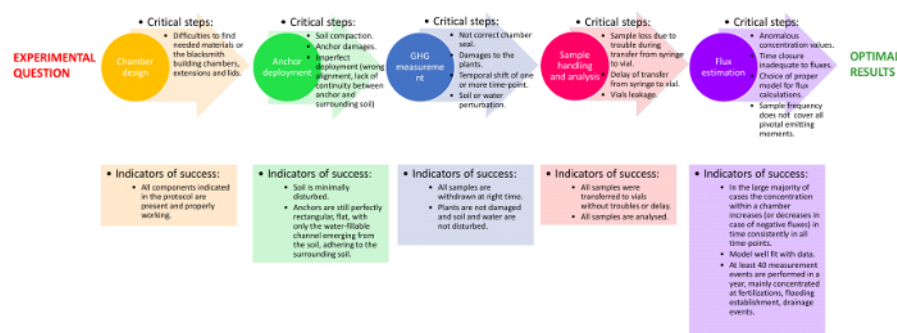 EXPERIMENTAL
QUESTION
Chamber
design
• Critical steps:
• Difficulties to find
needed materials or
the blacksmith
building chambers,
extensions and lids.
Anchor
deployment
• Critical steps:
• Soil compaction.
• Anchor damages.
• Imperfect
deployment (wrong
alignment, lack of
continuity between
anchor and
surrounding soil)
GHG
measureme
nt
• Critical steps:
• Not correct chamber
seal.
• Damages to the
plants.
• Temporal shift of one
or more time-point.
• Soil or water
perturbation.
Sample
handling
and analysis
• Critical steps:
• Sample loss due to
trouble during
transfer from syringe
to vial.
• Delay of transfer
from syringe to vial.
• Vials leakage.
Flux
estimation
• Critical steps:
• Anomalous
concentration values.
• Time closure
inadequate to fluxes.
• Choice of proper
model for flux
calculations.
• Sample frequency
does not cover all
pivotal emitting
moments.
OPTIMAL
RESULTS
• Indicators of success:
• All components indicated
in the protocol are
present and properly
working.
• Indicators of success:
• Soil is minimally
disturbed.
• Anchors are still perfectly
rectangular, flat, with
only the water-fillable
channel emerging from
the soil, adhering to the
surrounding soil.
• Indicators of success:
• All samples are
withdrawn at right time.
• Plants are not damaged
and soil and water are
not disturbed.
• Indicators of success:
• All samples were
transferred to vials
without troubles or delay.
• All samples are analysed.
• Indicators of success:
• In the large majority of
cases the concentration
within a chamber
increases (or decreases in
case of negative fluxes) in
time consistently in all
time-points.
• Model well fit with data.
• At least 40 measurement
events are performed in a
year, mainly concentrated
at fertilizations, flooding
establishment, drainage
events.